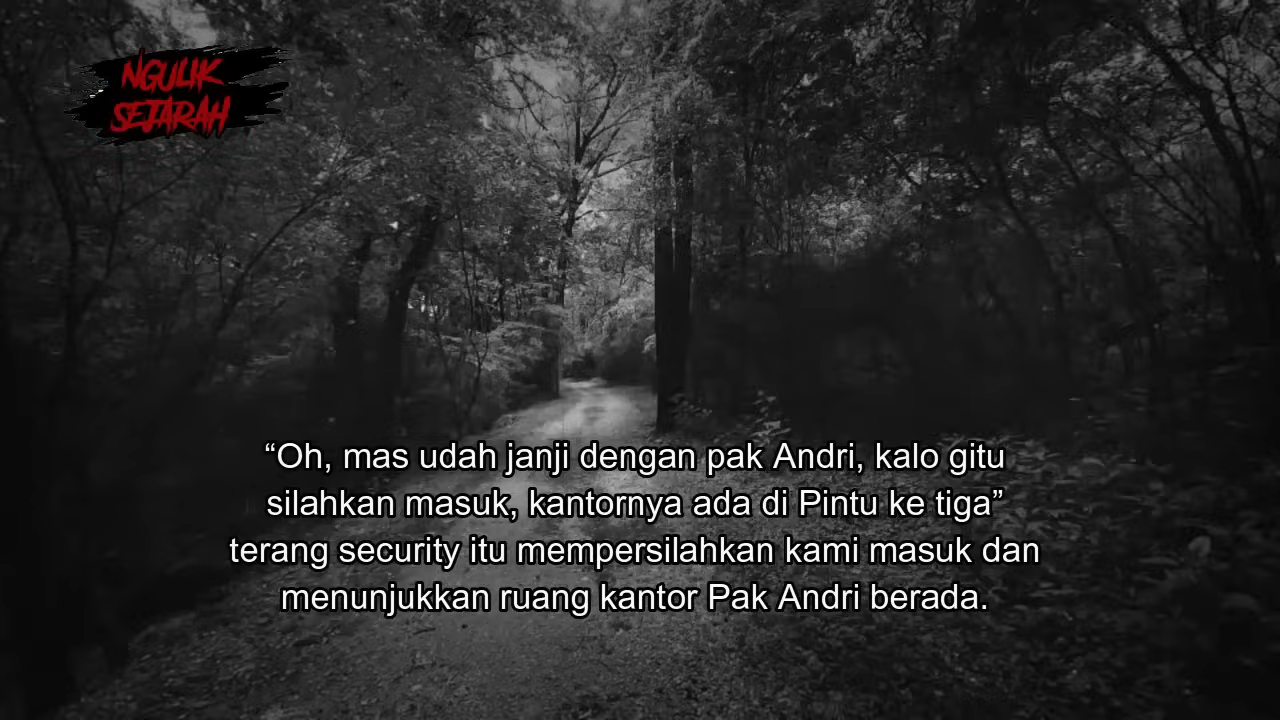 NGULIK
SEJARAH
“Oh, mas udah janji dengan pak Andri, kalo gitu
silahkan masuk, kantornya ada di Pintu ke tiga”
terang security itu mempersilahkan kami masuk dan
menunjukkan ruang kantor Pak Andri berada.